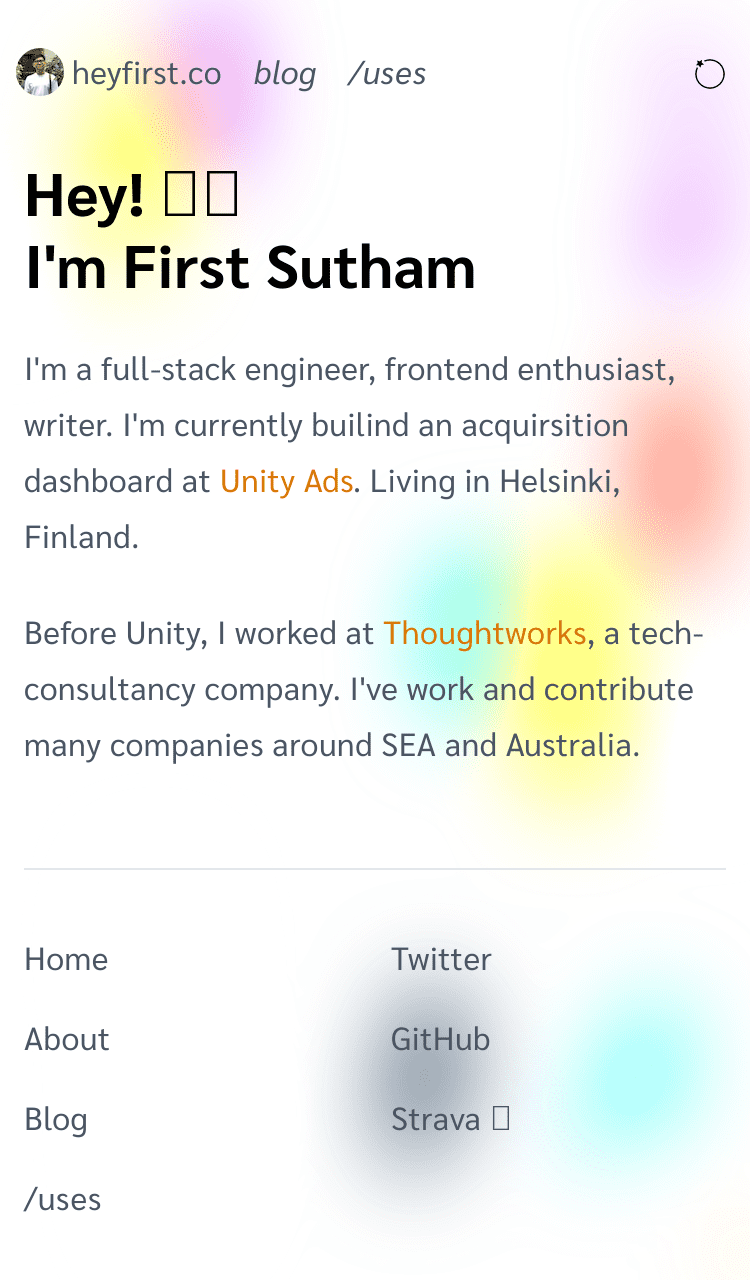 heyfirst.co blog /uses
Hey! 
I'm First Sutham
I'm a full-stack engineer, frontend enthusiast,
writer. I'm currently builind an acquirsition
dashboard at Unity Ads. Living in Helsinki,
Finland.
Before Unity, I worked at Thoughtworks, a tech-
consultancy company. I've work and contribute
many companies around SEA and Australia.
Home
Twitter
About
GitHub
Blog
Strava
/uses